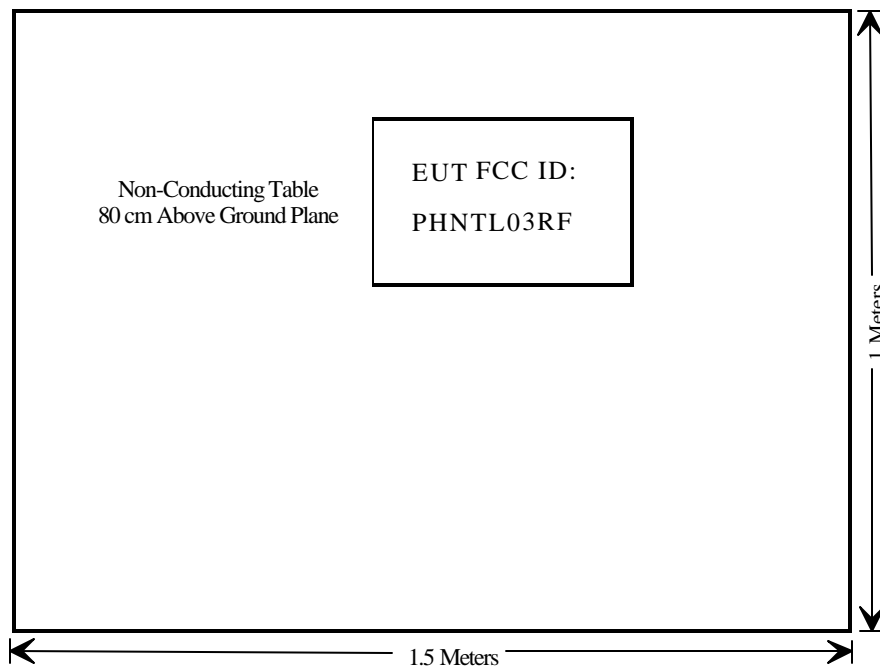 EUT FCC ID:
PHNTL03RF
Non-Conducting Table
80 cm Above Ground Plane
1 Meters
1.5 Meters